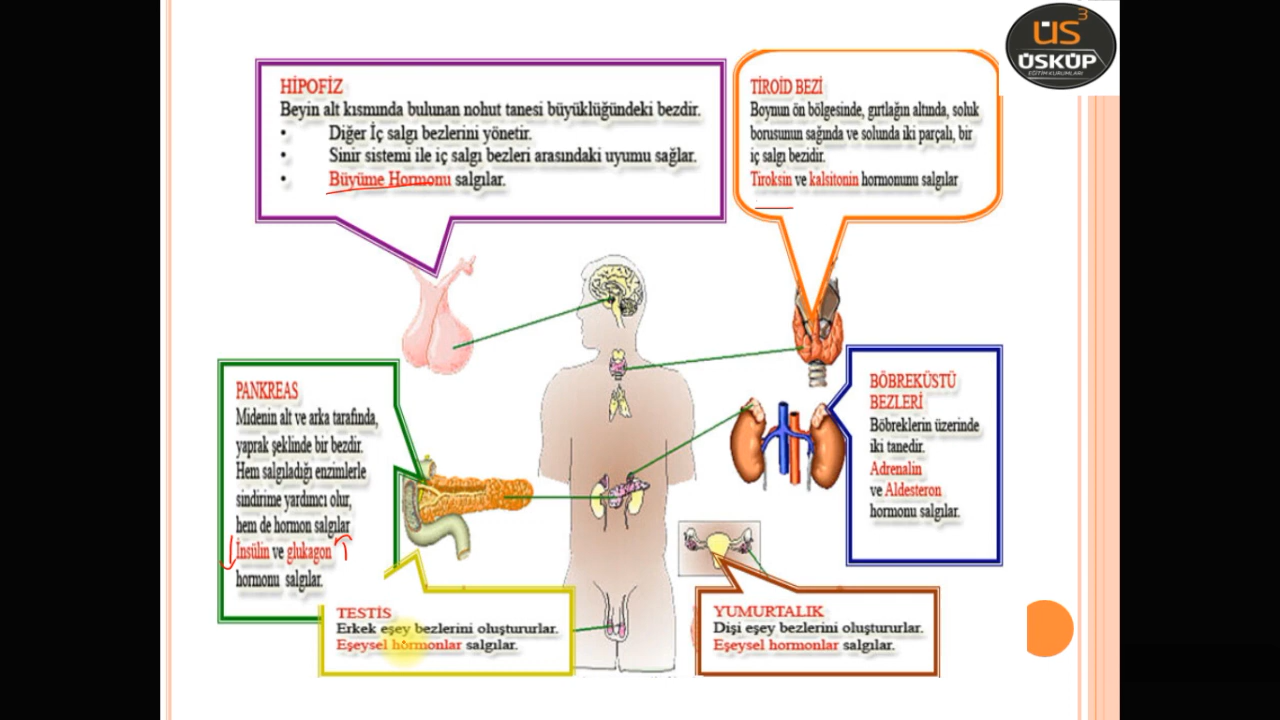 üs3
ÜSKÜP
EĞİTİM KURUMLARI
HİPOFİZ
Beyin alt kısmında bulunan nohut tanesi büyüklüğündeki bezdir.
• Diğer İç salgı bezlerini yönetir.
• Sinir sistemi ile iç salgı bezleri arasındaki uyumu sağlar.
• Büyüme Hormonu salgılar.
TİROİD BEZİ
Boynun ön bölgesinde, gırtlağın altında, soluk
borusunun sağında ve solunda iki parçalı, bir
iç salgı bezidir.
Tiroksin ve kalsitonin hormonunu salgılar
PANKREAS
Midenin alt ve arka tarafında,
yaprak şeklinde bir bezdir.
Hem salgıladığı enzimlerle
sindirime yardımcı olur,
hem de hormon salgılar
İnsülin ve glukagon
hormonu salgılar.
BÖBREKÜSTÜ
BEZLERİ
Böbreklerin üzerinde
iki tanedir.
Adrenalin
ve Aldesteron
hormonu salgılar.
TESTİS
Erkek eşey bezlerini oluştururlar.
Eşeysel hormonlar salgılar.
YUMURTALIK
Dişi eşey bezlerini oluştururlar.
Eşeysel hormonlar salgılar.